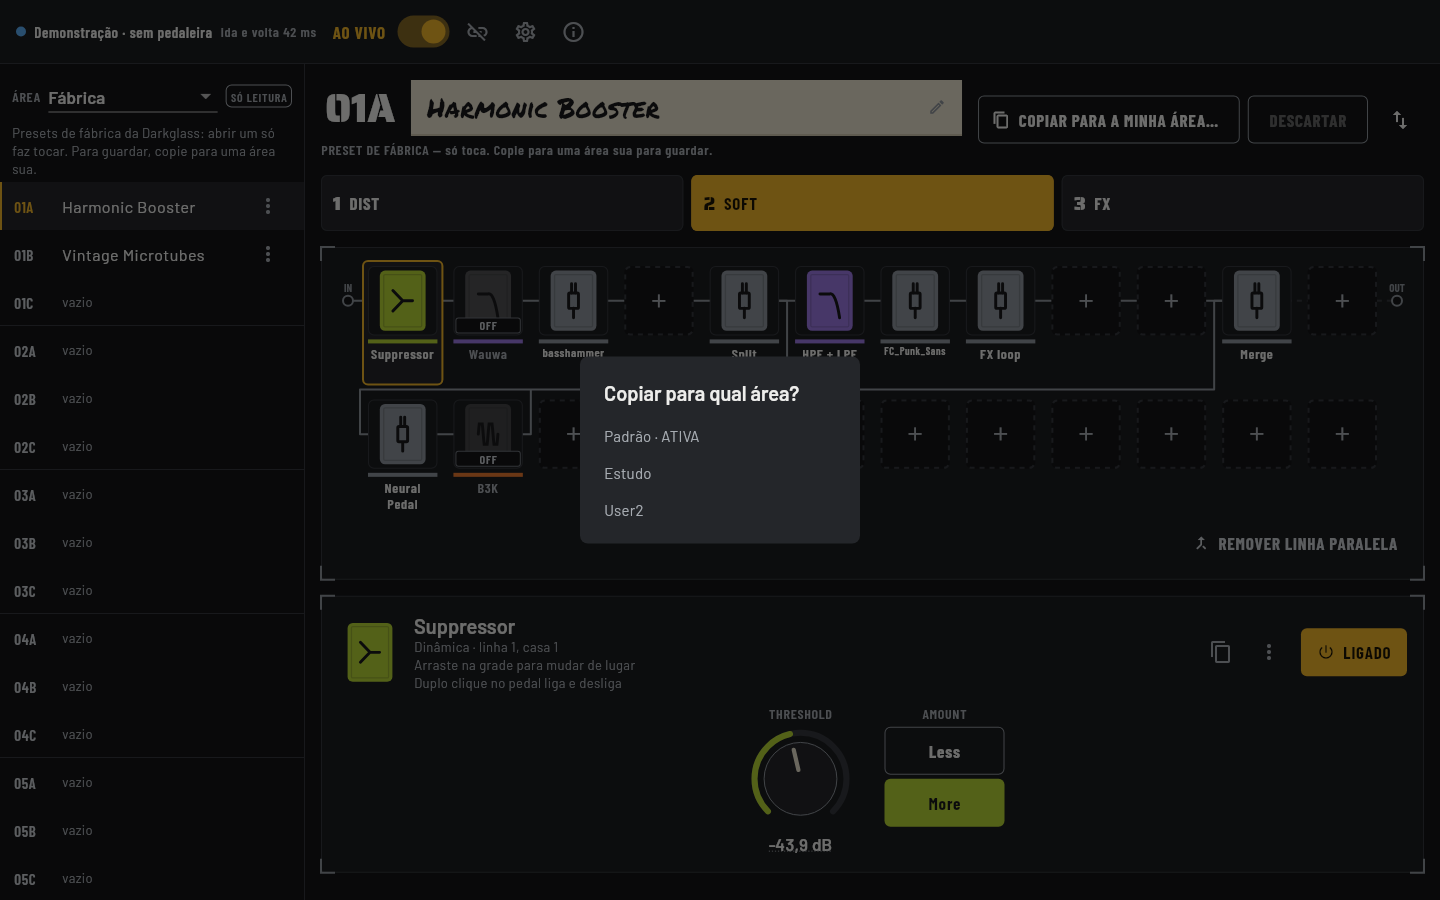 Demonstração · sem pedaleira Ida e volta 42 ms AO VIVO
ÁREA Fábrica SÓ LEITURA
Presets de fábrica da Darkglass: abrir um só
faz tocar. Para guardar, copie para uma área
sua.
01A Harmonic Booster
01B Vintage Microtubes
01C vazio
02A vazio
02B vazio
02C vazio
03A vazio
03B vazio
03C vazio
04A vazio
04B vazio
04C vazio
05A vazio
05B vazio
05C vazio
01A Harmonic Booster
COPIAR PARA A MINHA ÁREA... DESCARTAR
PRESET DE FÁBRICA — só toca. Copie para uma área sua para guardar.
1 DIST 2 SOFT 3 FX
IN OUT
OFF
Suppressor Wauwa basshammer Split HPF + LPF FC_Punk_Sans FX loop Merge
OFF
Neural
Pedal
B3K
Copiar para qual área?
Padrão · ATIVA
Estudo
User2
REMOVER LINHA PARALELA
Suppressor
Dinâmica · linha 1, casa 1
Arraste na grade para mudar de lugar
Duplo clique no pedal liga e desliga
LIGADO
THRESHOLD AMOUNT
Less
More
-43,9 dB